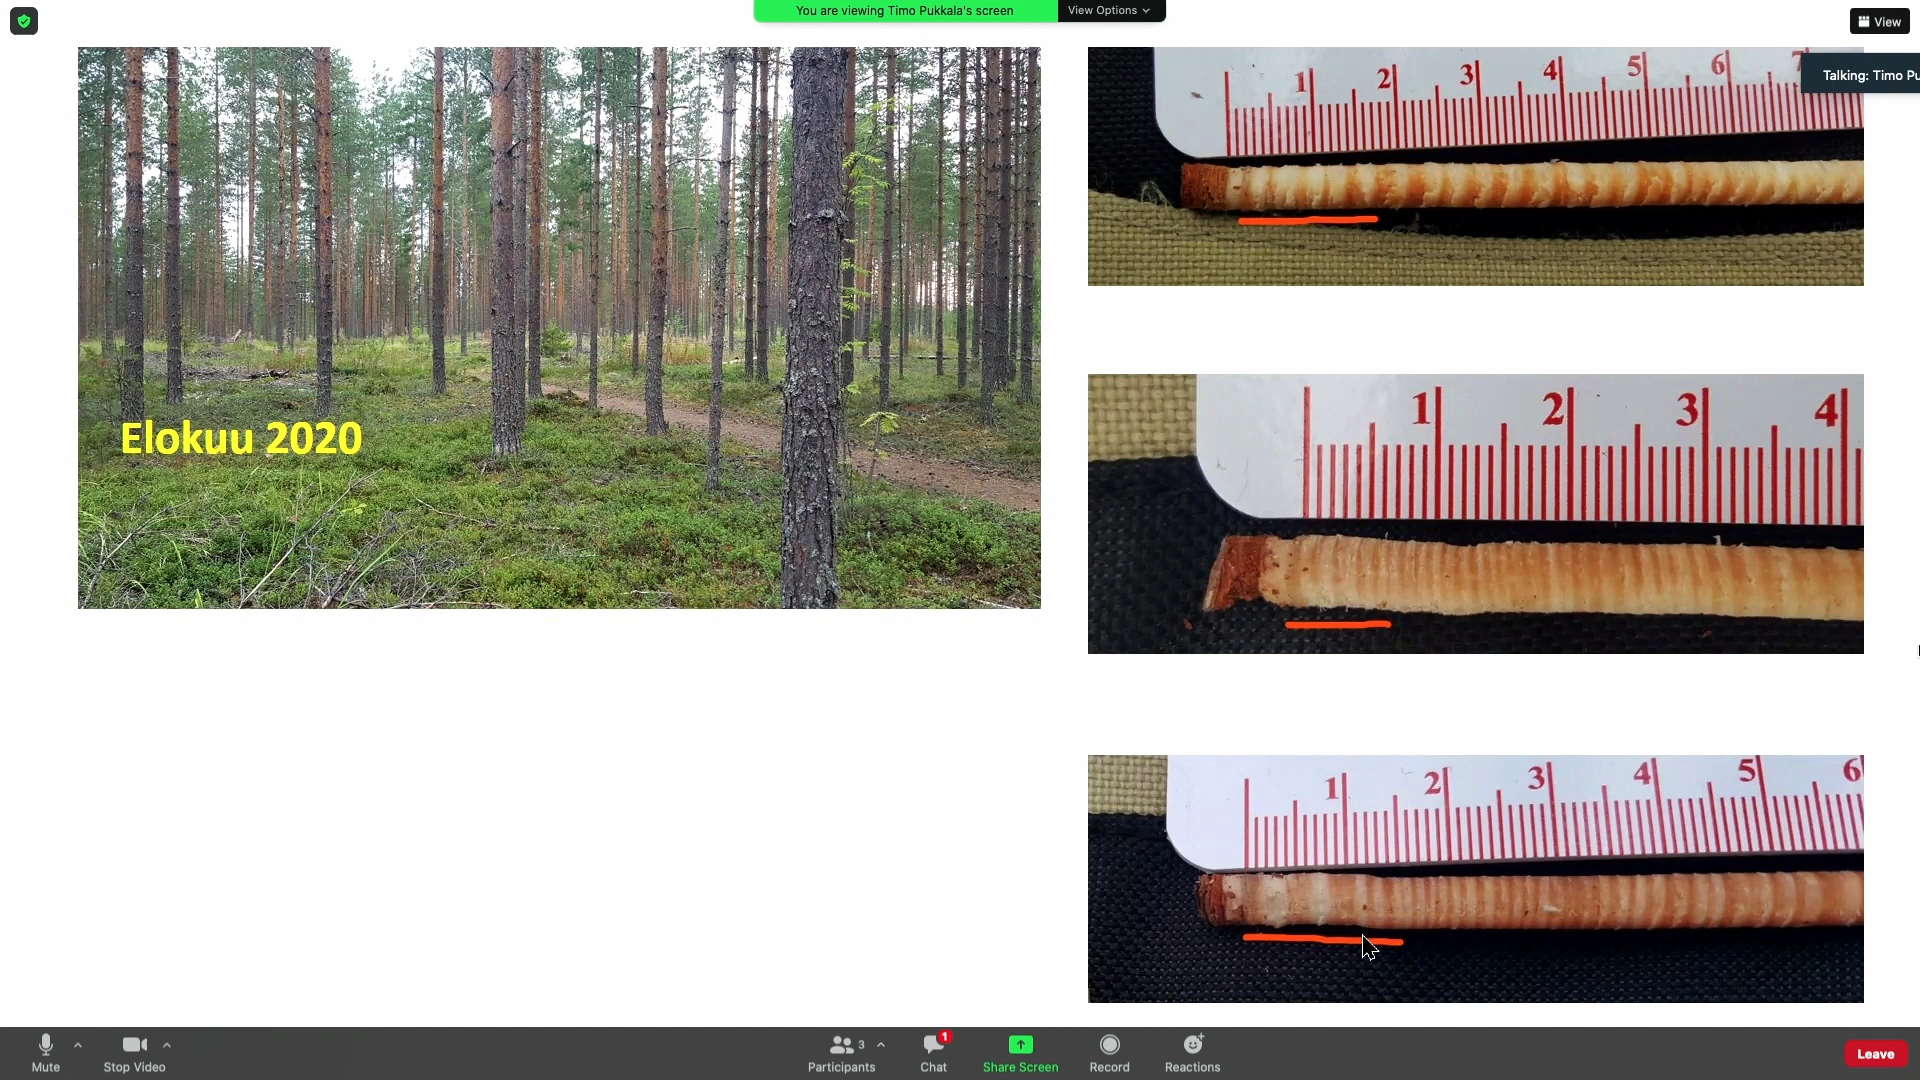 You are viewing Timo Pukkala's screen
View Options
View
Talking: Timo Pu
Elokuu 2020
1 2 3 4 5 6 7
1 2 3 4
1 2 3 4 5 6
Mute
Stop Video
3
Participants
1
Chat
Share Screen
Record
Reactions
Leave